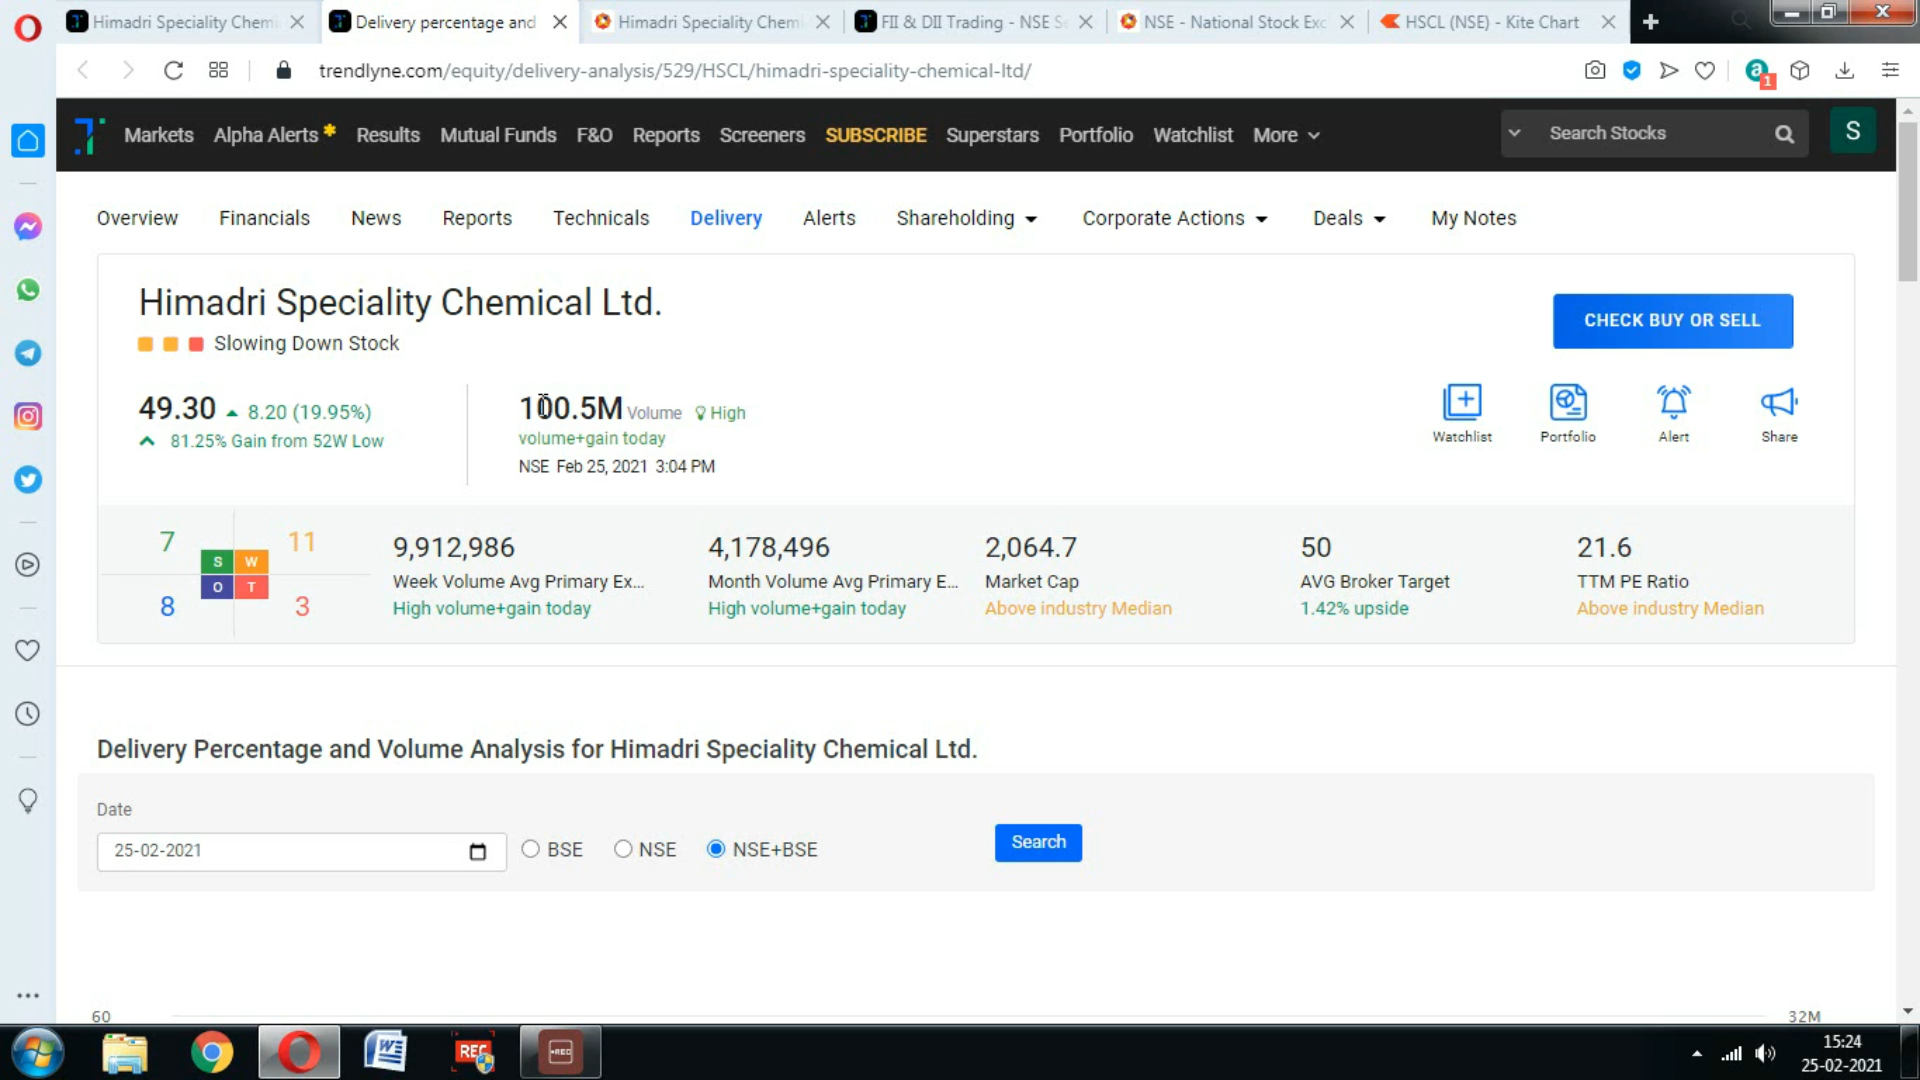 Himadri Speciality Chemi
Delivery percentage and
Himadri Speciality Chemi
FII & DII Trading - NSE Se
NSE - National Stock Exc
HSCL (NSE) - Kite Chart
trendlyne.com/equity/delivery-analysis/529/HSCL/himadri-speciality-chemical-ltd/
a
1
Markets
Alpha Alerts
Results
Mutual Funds
F&O
Reports
Screeners
SUBSCRIBE
Superstars
Portfolio
Watchlist
More
Search Stocks
S
Overview
Financials
News
Reports
Technicals
Delivery
Alerts
Shareholding
Corporate Actions
Deals
My Notes
Himadri Speciality Chemical Ltd.
CHECK BUY OR SELL
Slowing Down Stock
49.30 8.20 (19.95%)
81.25% Gain from 52W Low
100.5M Volume High
volume+gain today
NSE Feb 25, 2021 3:04 PM
Watchlist
Portfolio
Alert
Share
7
11
S
W
O
T
8
3
9,912,986
Week Volume Avg Primary Ex...
High volume+gain today
4,178,496
Month Volume Avg Primary E...
High volume+gain today
2,064.7
Market Cap
Above industry Median
50
AVG Broker Target
1.42% upside
21.6
TTM PE Ratio
Above industry Median
Delivery Percentage and Volume Analysis for Himadri Speciality Chemical Ltd.
Date
25-02-2021
BSE
NSE
NSE+BSE
Search
60
32M
REC
REC
15:24
25-02-2021